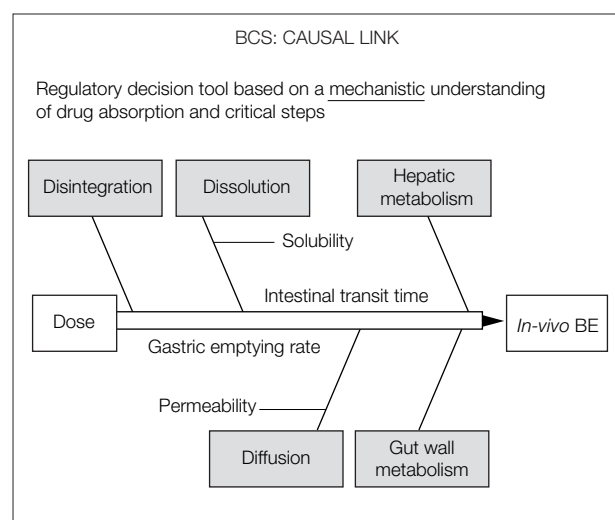 BCS: CAUSAL LINK
Regulatory decision tool based on a mechanistic understanding
of drug absorption and critical steps
Disintegration
Dissolution
Hepatic
metabolism
Solubility
Intestinal transit time
Dose
In-vivo BE
Gastric emptying rate
Permeability
Diffusion
Gut wall
metabolism